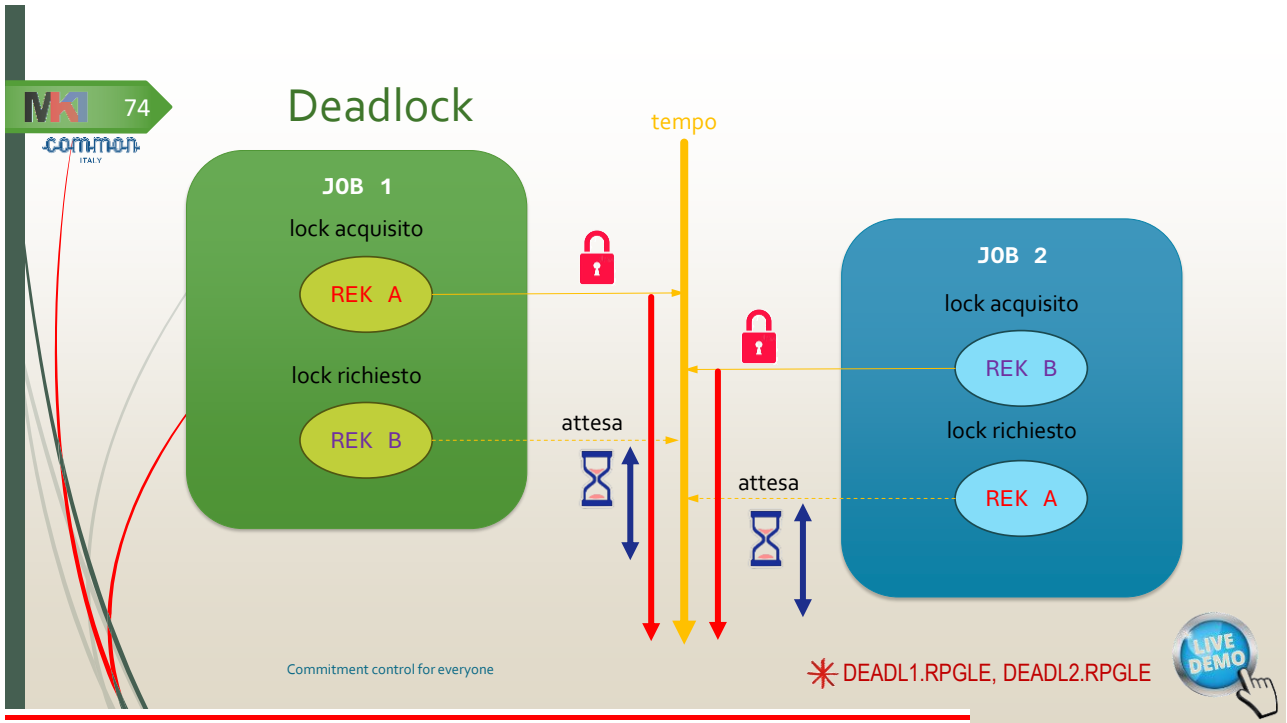 MK1
74
common
ITALY
Deadlock
tempo
JOB 1
lock acquisito
REK A
lock richiesto
REK B
attesa
JOB 2
lock acquisito
REK B
lock richiesto
REK A
attesa
Commitment control for everyone
DEADL1.RPGLE, DEADL2.RPGLE
LIVE
DEMO